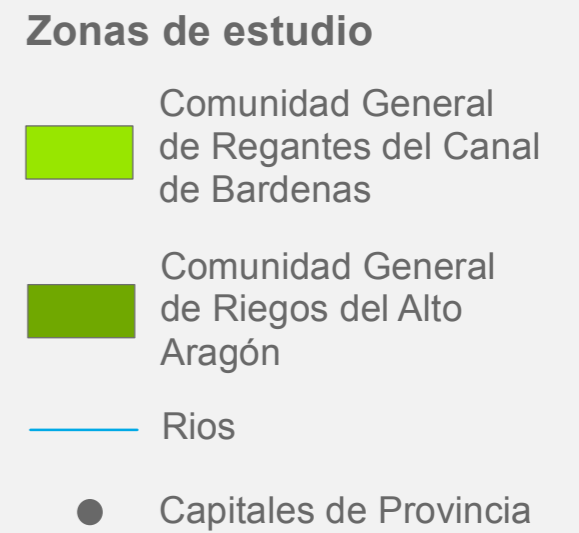 Zonas de estudio
Comunidad General
de Regantes del Canal
de Bardenas
Comunidad General
de Riegos del Alto
Aragón
Rios
Capitales de Provincia